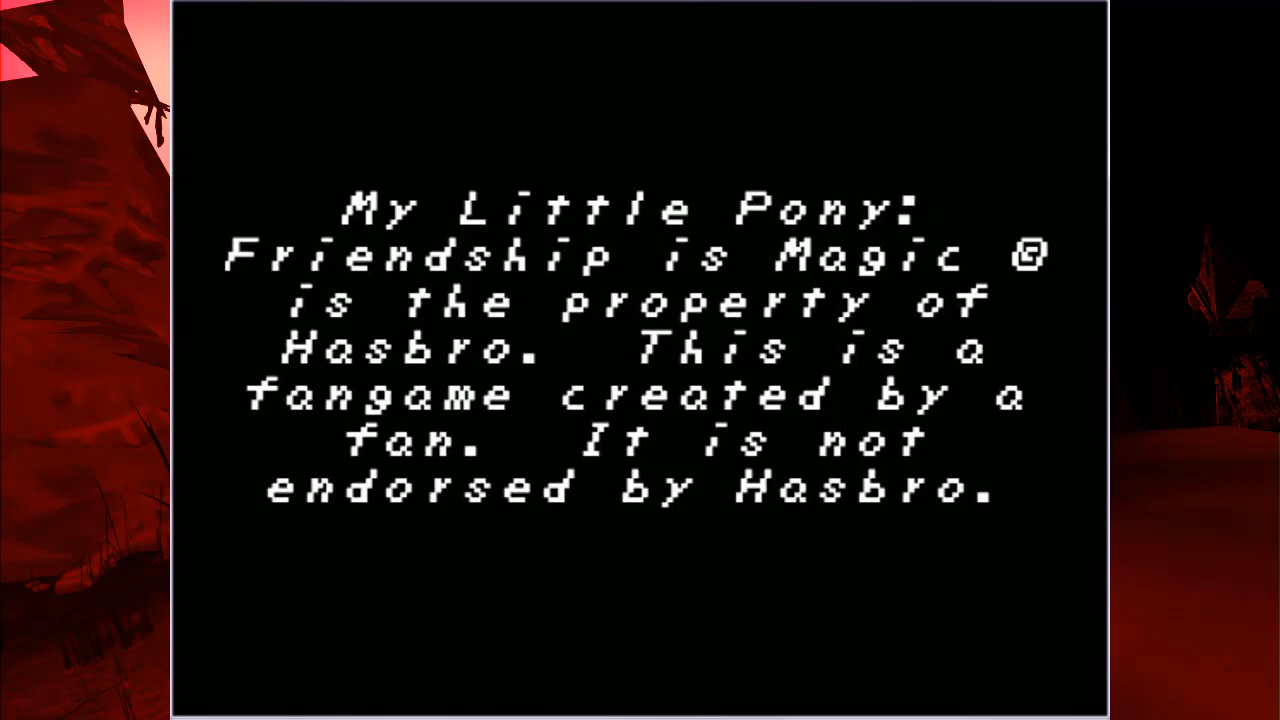 My Little Pony:
Friendship is Magic ©
is the property of
Hasbro.  This is a
fangame created by a
fan.  It is not
endorsed by Hasbro.